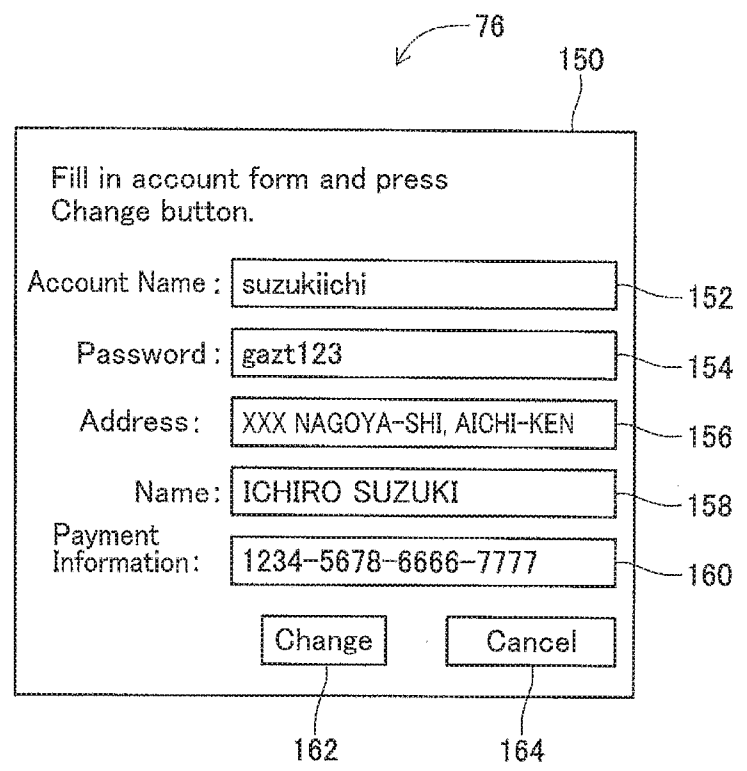 76
150
Fill in account form and press
Change button.
Account Name : suzukiichi 152
Password : gazt123 154
Address : XXX NAGOYA-SHI, AICHI-KEN 156
Name : ICHIRO SUZUKI 158
Payment
Information : 1234-5678-6666-7777 160
Change Cancel
162 164